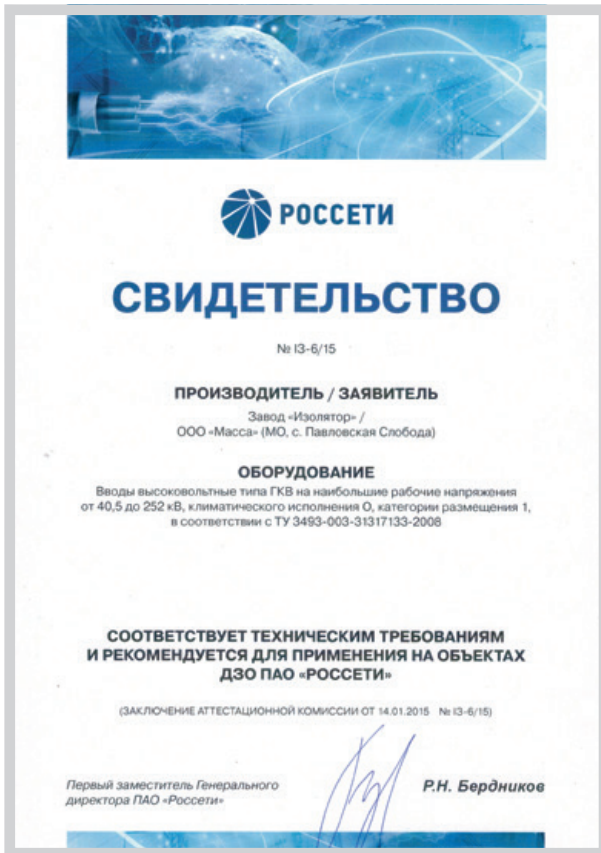 РОССЕТИ
СВИДЕТЕЛЬСТВО
№ IЗ-6/15
ПРОИЗВОДИТЕЛЬ / ЗАЯВИТЕЛЬ
Завод «Изолятор» /
ООО «Масса» (МО, с. Павловская Слобода)
ОБОРУДОВАНИЕ
Вводы высоковольтные типа ГКВ на наибольшие рабочие напряжения
от 40,5 до 252 кВ, климатического исполнения О, категории размещения 1,
в соответствии с ТУ 3493-003-31317133-2008
СООТВЕТСТВУЕТ ТЕХНИЧЕСКИМ ТРЕБОВАНИЯМ
И РЕКОМЕНДУЕТСЯ ДЛЯ ПРИМЕНЕНИЯ НА ОБЪЕКТАХ
ДЗО ПАО «РОССЕТИ»
(ЗАКЛЮЧЕНИЕ АТТЕСТАЦИОННОЙ КОМИССИИ ОТ 14.01.2015 № IЗ-6/15)
Первый заместитель Генерального
директора ПАО «Россети»
Р.Н. Бердников